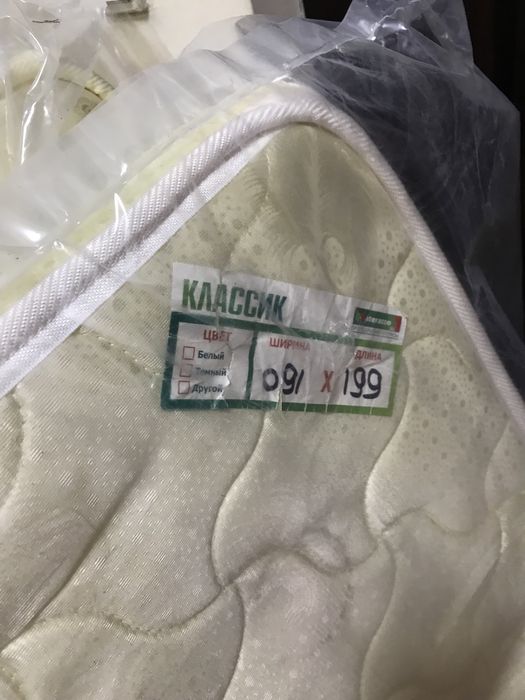 КЛАССИК
ЦВЕТ ШИРИНА ДЛИНА
Белый
Темный
Другой
091 X 199